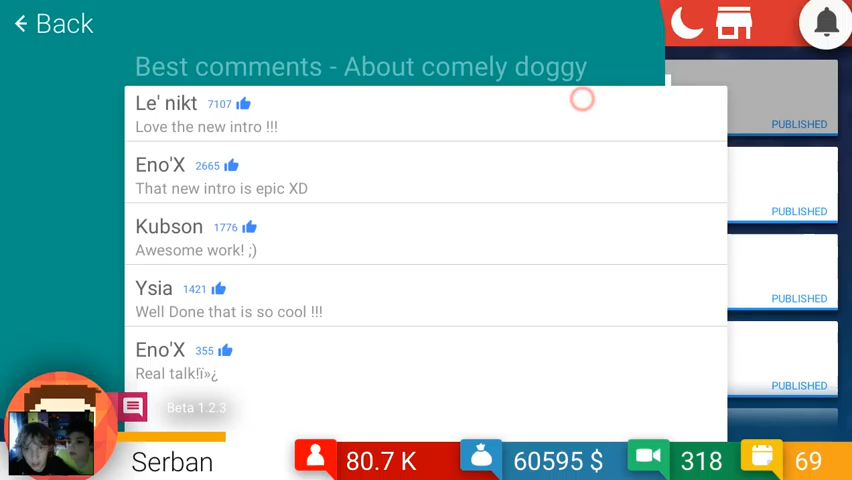 Back
Best comments - About comely doggy
Le' nikt 7107
Love the new intro !!!
Eno'X 2665
That new intro is epic XD
Kubson 1776
Awesome work! ;)
Ysia 1421
Well Done that is so cool !!!
Eno'X 355
Real talk!ï»¿
PUBLISHED
PUBLISHED
PUBLISHED
PUBLISHED
Beta 1.2.3
Serban
80.7 K
60595 $
318
69